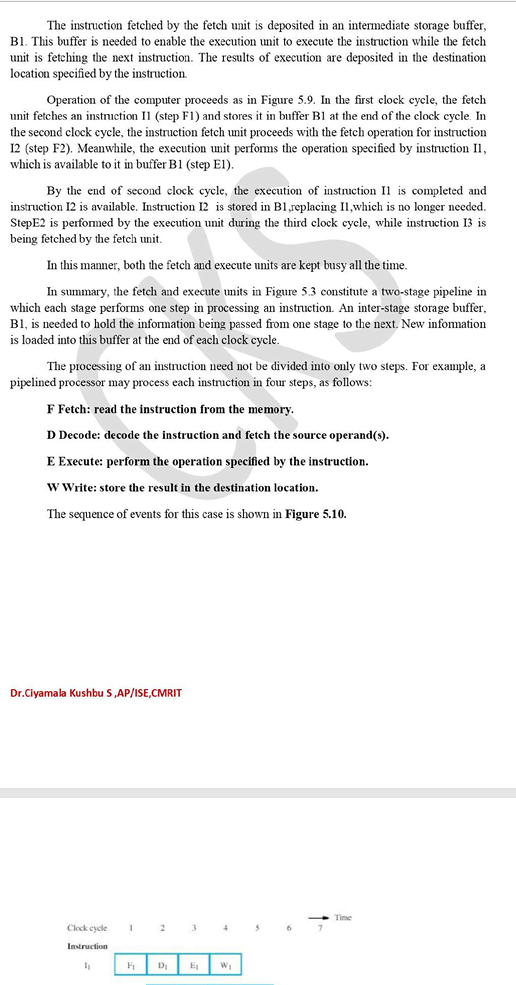 The instruction fetched by the fetch unit is deposited in an intermediate storage buffer,
B1. This buffer is needed to enable the execution unit to execute the instruction while the fetch
unit is fetching the next instruction. The results of execution are deposited in the destination
location specified by the instruction.
Operation of the computer proceeds as in Figure 5.9. In the first clock cycle, the fetch
unit fetches an instruction I1 (step F1) and stores it in buffer B1 at the end of the clock cycle. In
the second clock cycle, the instruction fetch unit proceeds with the fetch operation for instruction
I2 (step F2). Meanwhile, the execution unit performs the operation specified by instruction I1,
which is available to it in buffer B1 (step E1).
By the end of second clock cycle, the execution of instruction I1 is completed and
instruction I2 is available. Instruction I2 is stored in B1,replacing I1,which is no longer needed.
StepE2 is performed by the execution unit during the third clock cycle, while instruction I3 is
being fetched by the fetch unit.
In this manner, both the fetch and execute units are kept busy all the time.
In summary, the fetch and execute units in Figure 5.3 constitute a two-stage pipeline in
which each stage performs one step in processing an instruction. An inter-stage storage buffer,
B1, is needed to hold the information being passed from one stage to the next. New information
is loaded into this buffer at the end of each clock cycle.
The processing of an instruction need not be divided into only two steps. For example, a
pipelined processor may process each instruction in four steps, as follows:
F Fetch: read the instruction from the memory.
D Decode: decode the instruction and fetch the source operand(s).
E Execute: perform the operation specified by the instruction.
W Write: store the result in the destination location.
The sequence of events for this case is shown in Figure 5.10.
CKS
Dr.Ciyamala Kushbu S ,AP/ISE,CMRIT
Time
Clock cycle 1 2 3 4 5 6 7
Instruction
I1 F1 D1 E1 W1